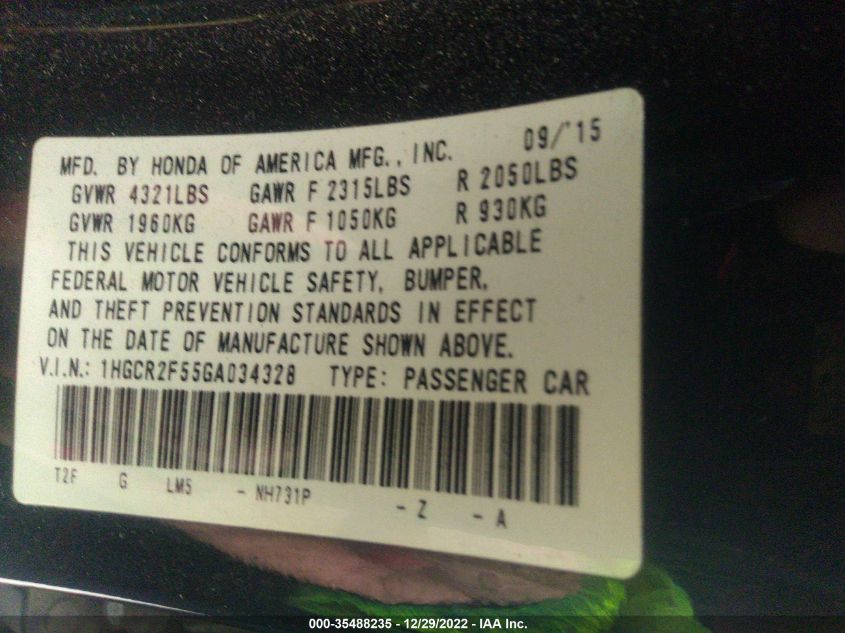 MFD. BY HONDA OF AMERICA MFG., INC. 09/'15
GVWR 4321LBS GAWR F 2315LBS R 2050LBS
GVWR 1960KG GAWR F 1050KG R 930KG
THIS VEHICLE CONFORMS TO ALL APPLICABLE
FEDERAL MOTOR VEHICLE SAFETY, BUMPER,
AND THEFT PREVENTION STANDARDS IN EFFECT
ON THE DATE OF MANUFACTURE SHOWN ABOVE.
V.I.N.: 1HGCR2F55GA034328 TYPE: PASSENGER CAR
T2F G LM5 - NH731P - Z - A
000-35488235 - 12/29/2022 - IAA Inc.